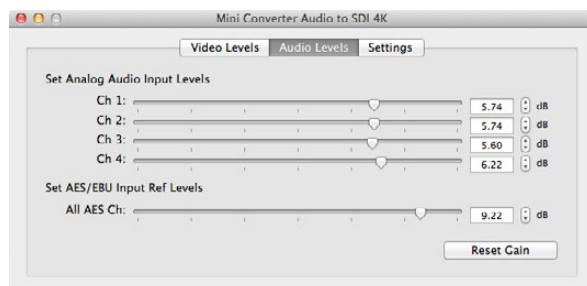 Mini Converter Audio to SDI 4K
Video Levels Audio Levels Settings
Set Analog Audio Input Levels
Ch 1: 5.74 dB
Ch 2: 5.74 dB
Ch 3: 5.60 dB
Ch 4: 6.22 dB
Set AES/EBU Input Ref Levels
All AES Ch: 9.22 dB
Reset Gain